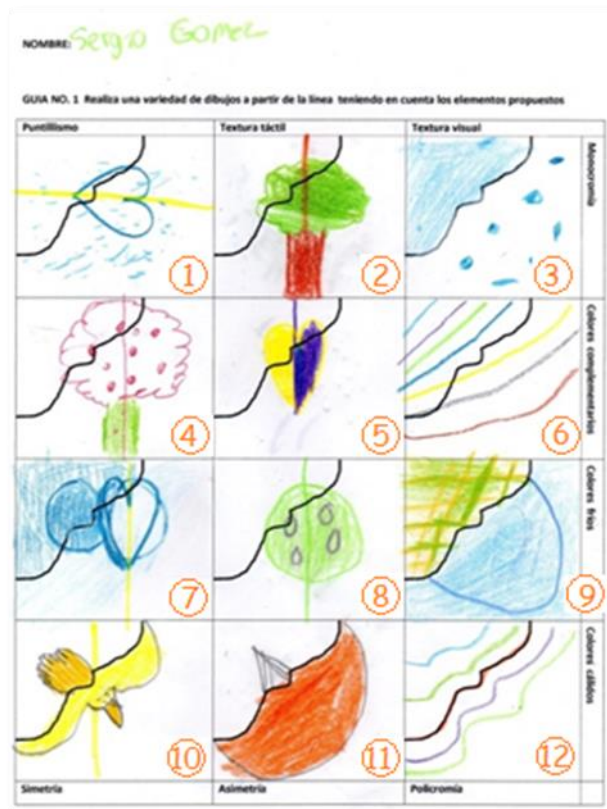 NOMBRE: Sergio Gomez
GUIA NO. 1 Realiza una variedad de dibujos a partir de la línea teniendo en cuenta los elementos propuestos
Puntillismo Textura táctil Textura visual
Monocromía
1 2 3
Colores complementarios
4 5 6
Colores fríos
7 8 9
Colores cálidos
10 11 12
Simetría Asimetría Policromía